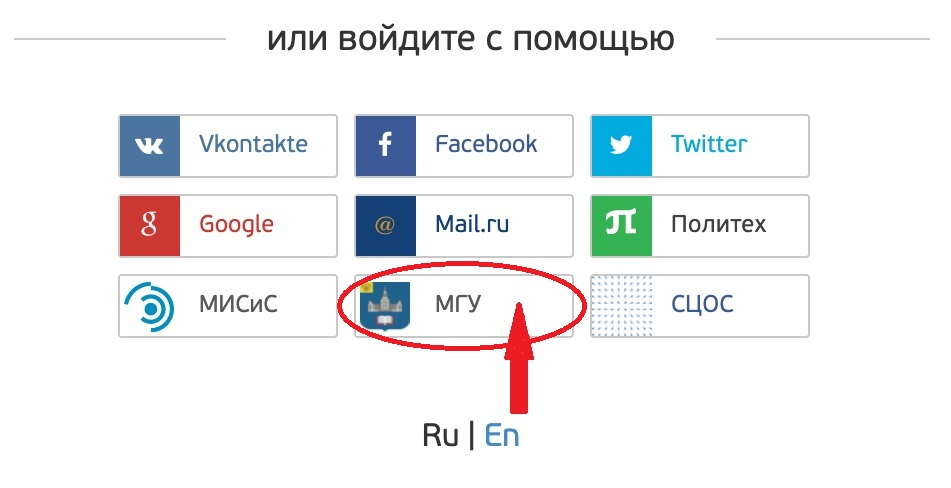 или войдите с помощью
Vkontakte Facebook Twitter
Google @ Mail.ru Политех
МИСиС МГУ СЦОС
Ru | En